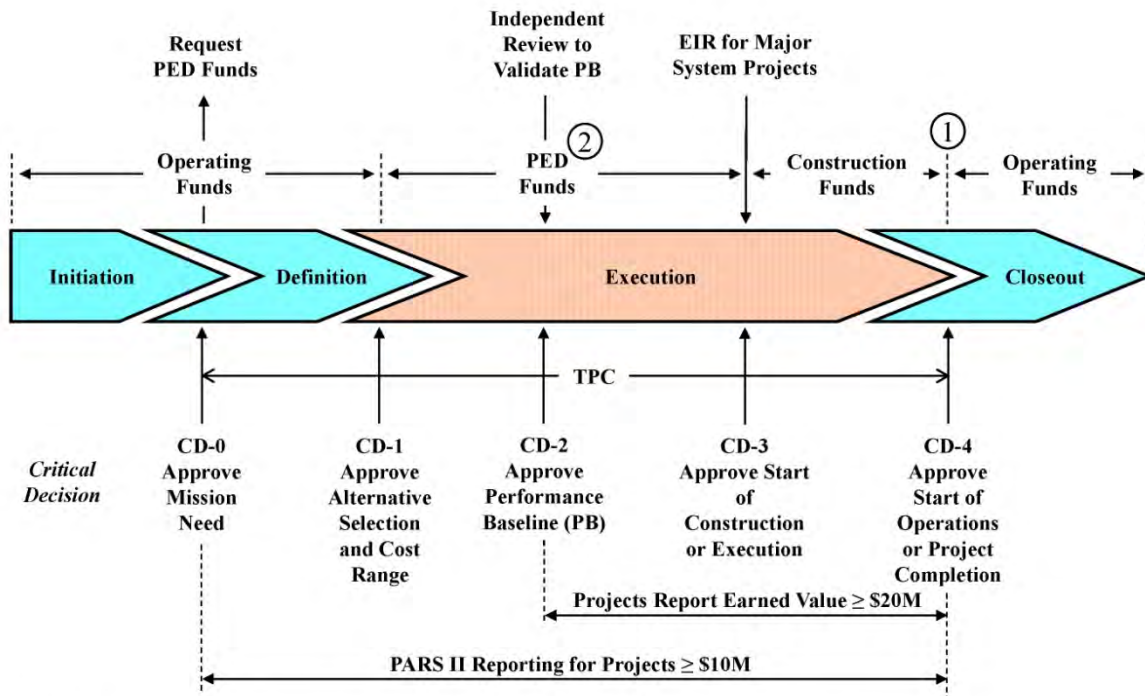 Request
PED Funds
Independent
Review to
Validate PB
EIR for Major
System Projects
Operating
Funds
PED
Funds
②
Construction
Funds
①
Operating
Funds
Initiation
Definition
Execution
Closeout
TPC
Critical
Decision
CD-0
Approve
Mission
Need
CD-1
Approve
Alternative
Selection
and Cost
Range
CD-2
Approve
Performance
Baseline (PB)
CD-3
Approve Start
of
Construction
or Execution
CD-4
Approve
Start of
Operations
or Project
Completion
Projects Report Earned Value ≥ $20M
PARS II Reporting for Projects ≥ $10M